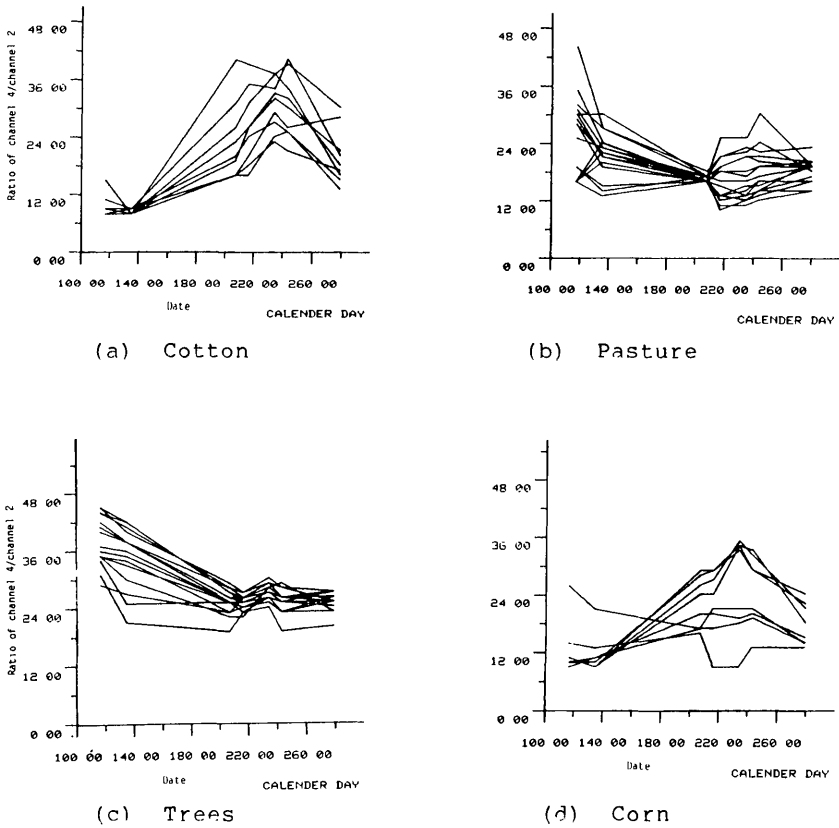 (a)
48 00
36 00
24 00
12 00
0 00
Ratio of channel 4/channel 2
100 00 140 00 180 00 220 00 260 00
Date
CALENDER DAY
(a) Cotton
(b)
48 00
36 00
24 00
12 00
0 00
100 00 140 00 180 00 220 00 260 00
CALENDER DAY
(b) Pasture
48 00
36 00
24 00
12 00
0 00
Ratio of channel 4/channel 2
100 00 140 00 180 00 220 00 260 00
Date
CALENDER DAY
(c) Trees
48 00
36 00
24 00
12 00
0 00
100 00 140 00 180 00 220 00 260 00
Date
CALENDER DAY
(d) Corn